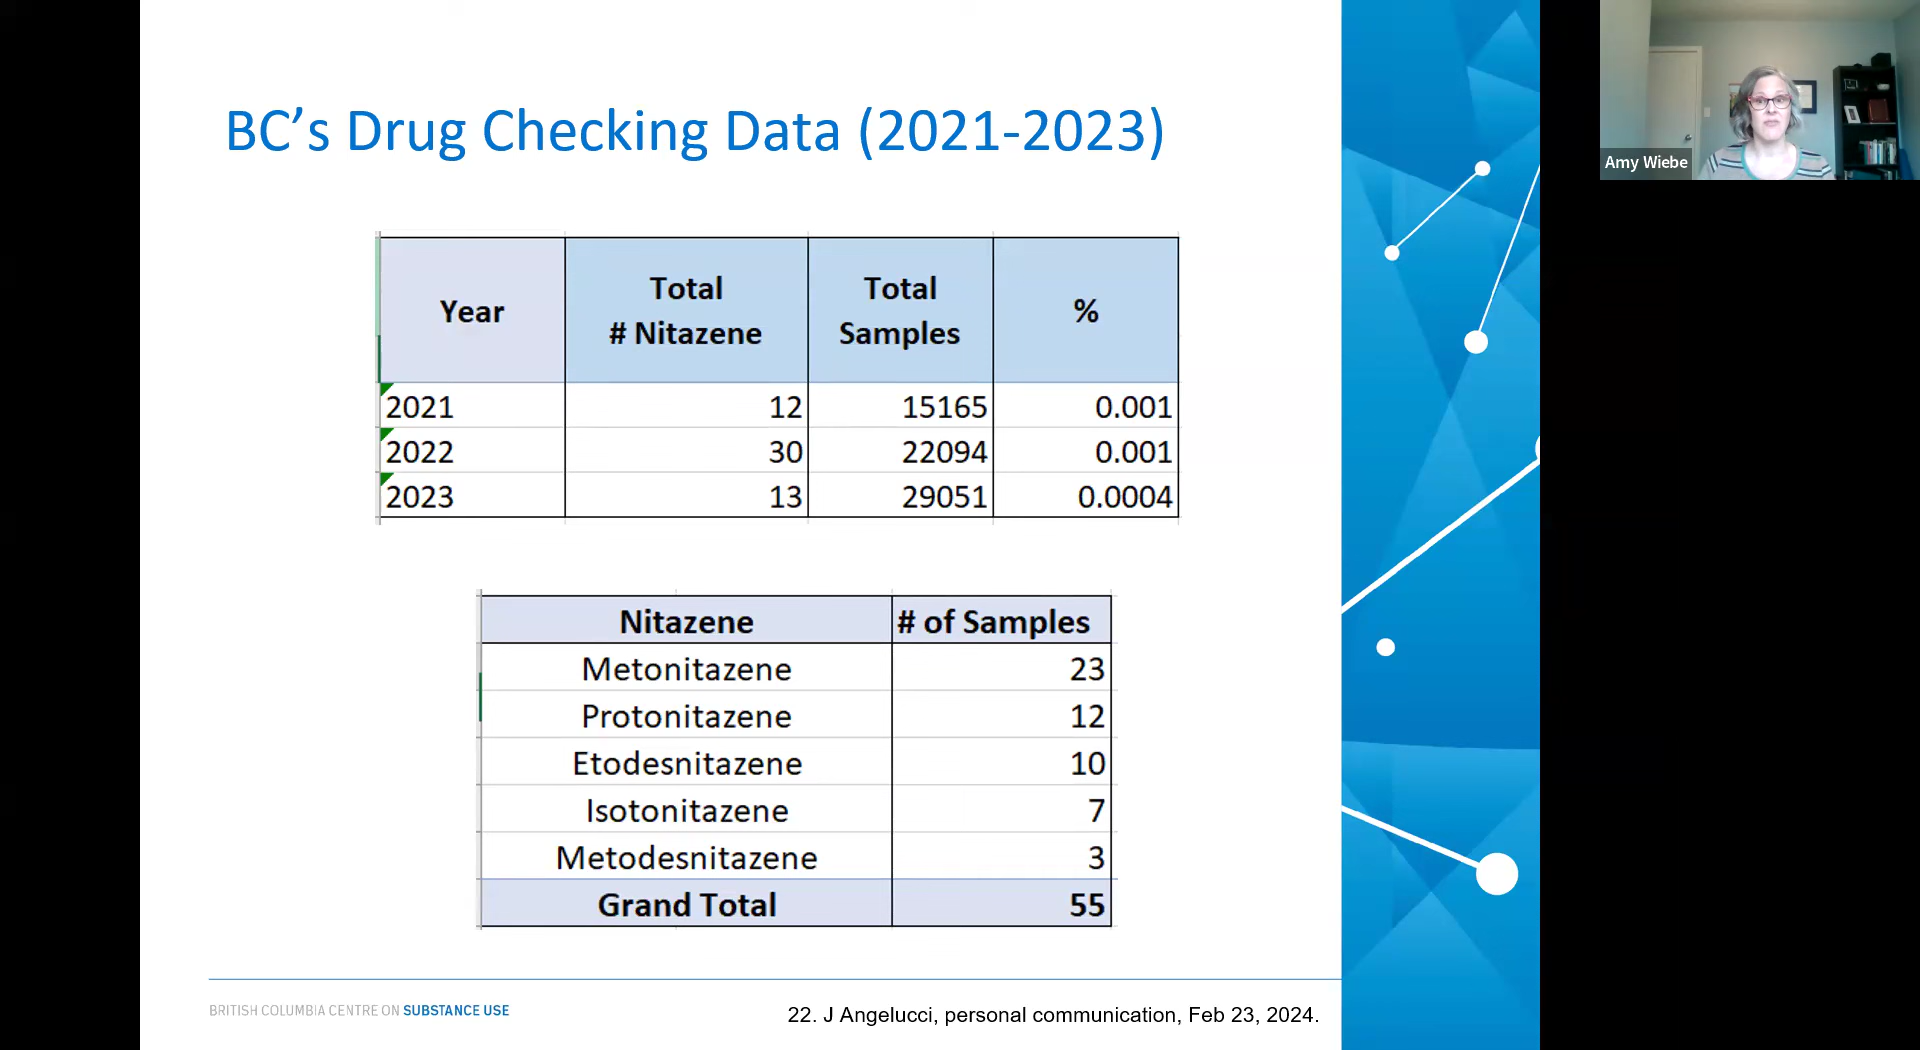 BC's Drug Checking Data (2021-2023)
Amy Wiebe
Year Total # Nitazene Total Samples %
2021 12 15165 0.001
2022 30 22094 0.001
2023 13 29051 0.0004
Nitazene # of Samples
Metonitazene 23
Protonitazene 12
Etodesnitazene 10
Isotonitazene 7
Metodesnitazene 3
Grand Total 55
BRITISH COLUMBIA CENTRE ON SUBSTANCE USE
22. J Angelucci, personal communication, Feb 23, 2024.